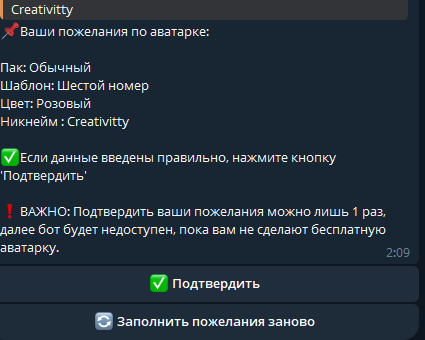 Creativitty
📌Ваши пожелания по аватарке:
Пак: Обычный
Шаблон: Шестой номер
Цвет: Розовый
Никнейм : Creativitty
✅Если данные введены правильно, нажмите кнопку
'Подтвердить'
❗ ВАЖНО: Подтвердить ваши пожелания можно лишь 1 раз,
далее бот будет недоступен, пока вам не сделают бесплатную
аватарку.
2:09
✅ Подтвердить
🔄 Заполнить пожелания заново